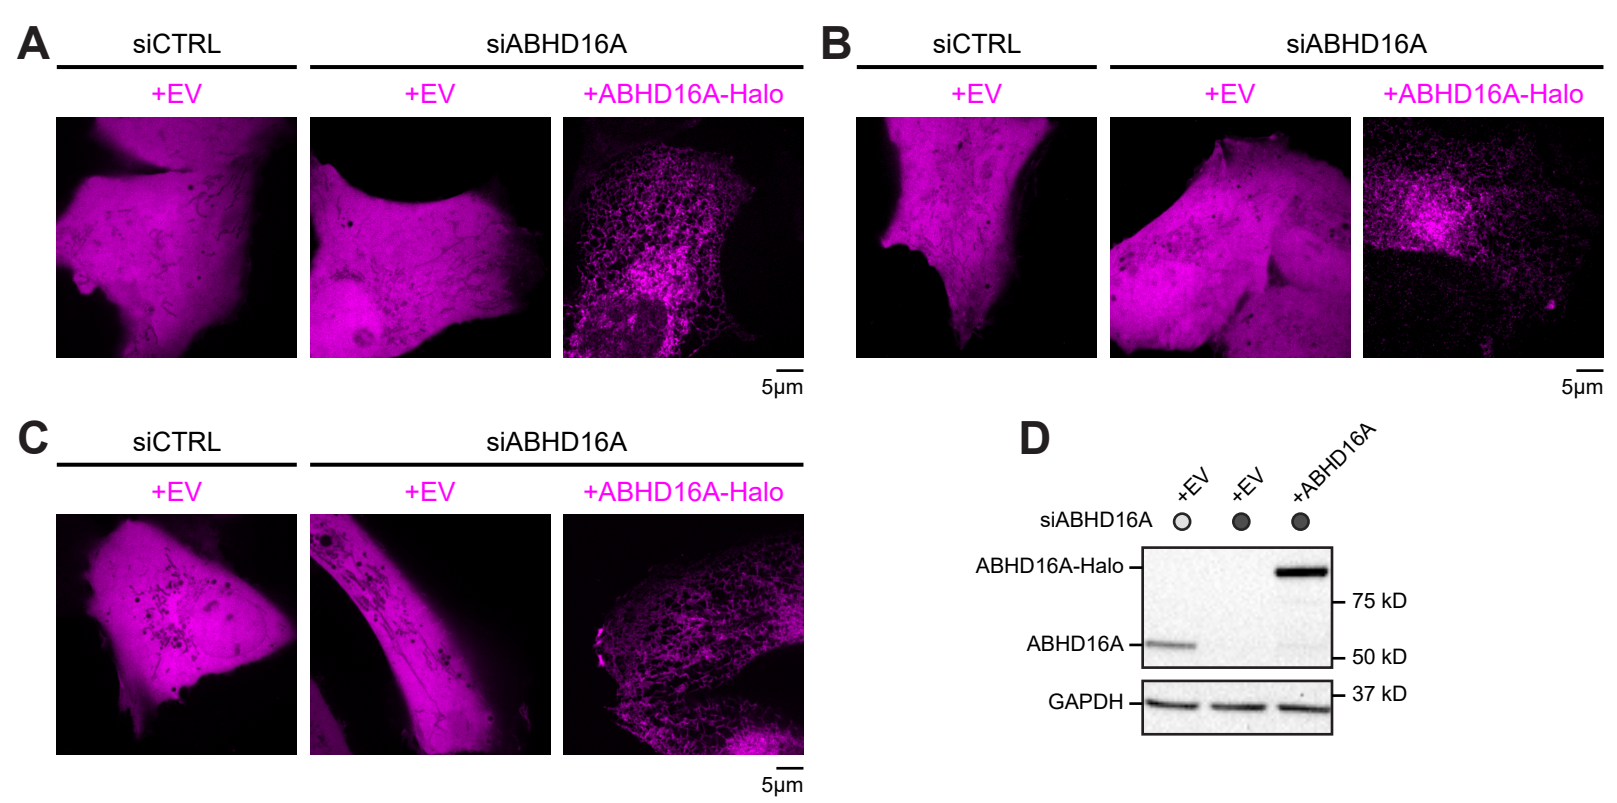 A
siCTRL
siABHD16A
+EV
+EV
+ABHD16A-Halo
5µm
B
siCTRL
siABHD16A
+EV
+EV
+ABHD16A-Halo
5µm
C
siCTRL
siABHD16A
+EV
+EV
+ABHD16A-Halo
5µm
D
+EV
+EV
+ABHD16A
siABHD16A
ABHD16A-Halo
75 kD
ABHD16A
50 kD
37 kD
GAPDH